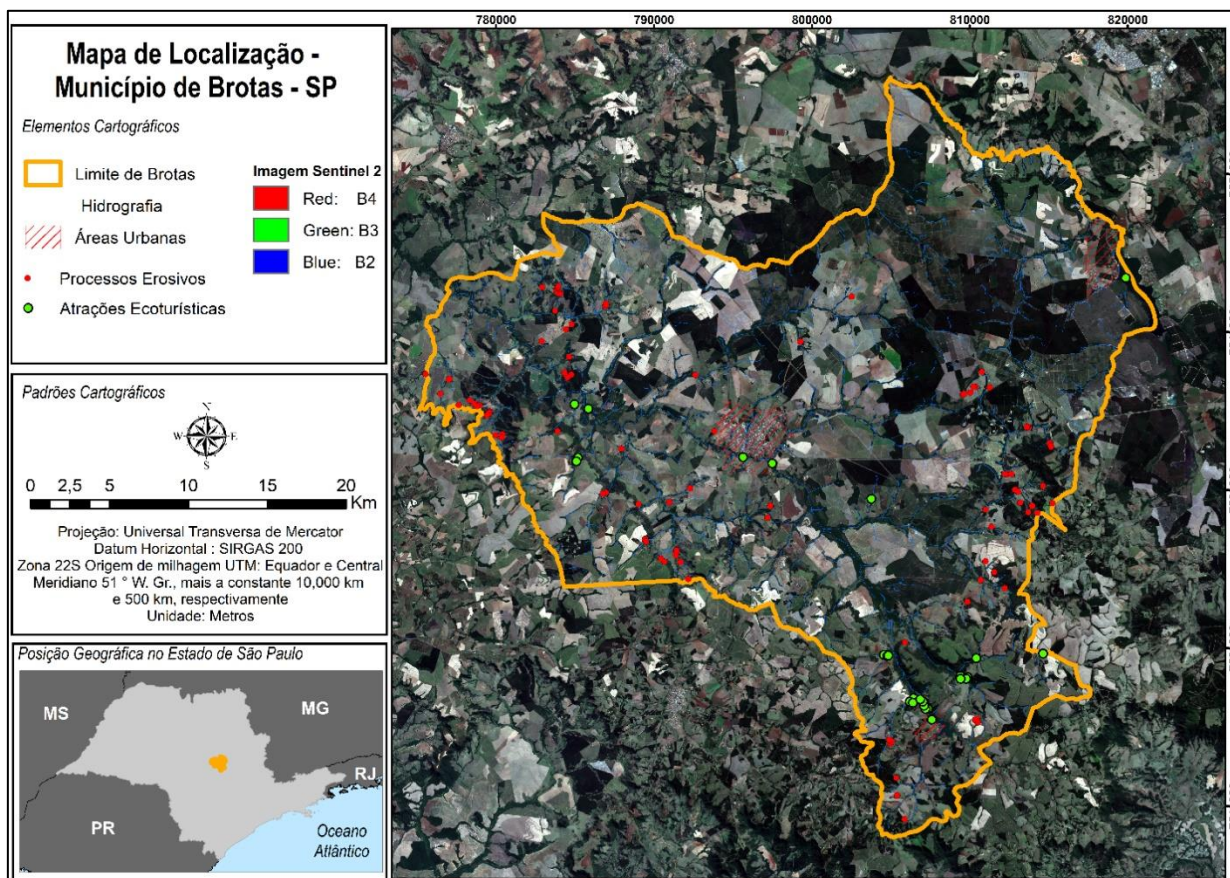 Mapa de Localização -
Município de Brotas - SP
Elementos Cartográficos
Limite de Brotas
Hidrografia
Áreas Urbanas
Processos Erosivos
Atrações Ecoturísticas
Imagem Sentinel 2
Red: B4
Green: B3
Blue: B2
Padrões Cartográficos
N
W E
S
0 2,5 5 10 15 20
Km
Projeção: Universal Transversa de Mercator
Datum Horizontal : SIRGAS 200
Zona 22S Origem de milhagem UTM: Equador e Central
Meridiano 51 ° W. Gr., mais a constante 10,000 km
e 500 km, respectivamente
Unidade: Metros
Posição Geográfica no Estado de São Paulo
MS
MG
RJ
PR
Oceano
Atlântico
780000 790000 800000 810000 820000